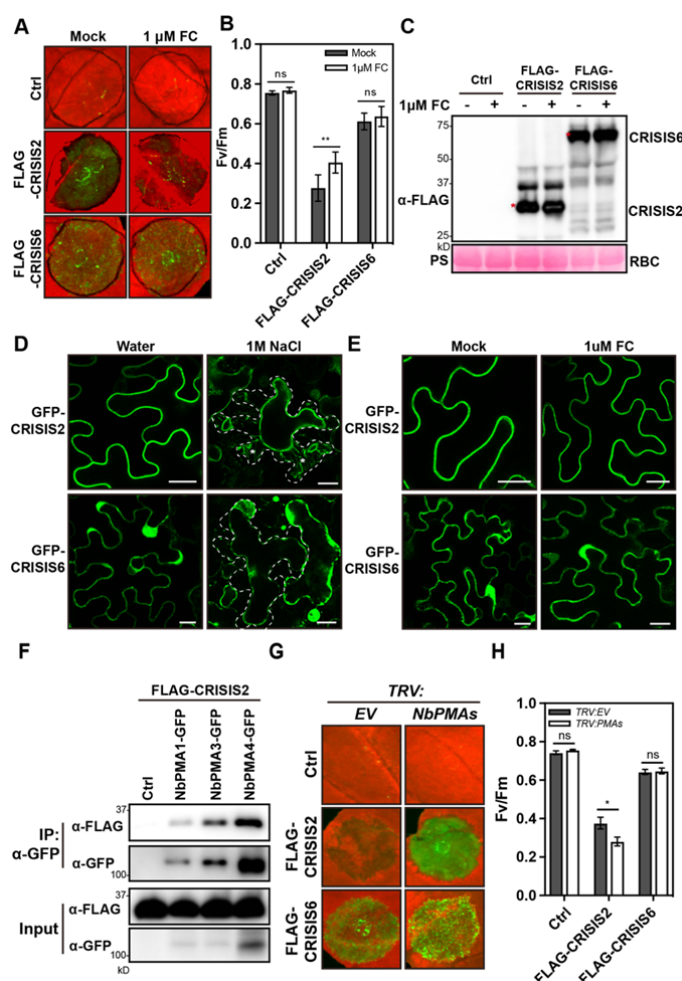 A
Mock
1 μM FC
Ctrl
FLAG
-CRISIS2
FLAG
-CRISIS6
B
Mock
1μM FC
Fv/Fm
1.0
0.8
0.6
0.4
0.2
0.0
ns
**
ns
Ctrl
FLAG-CRISIS2
FLAG-CRISIS6
C
Ctrl
FLAG-
CRISIS2
FLAG-
CRISIS6
1μM FC
- + - + - +
75
50
37
25
kD
α-FLAG
*
*
CRISIS6
CRISIS2
PS
RBC
D
Water
1M NaCl
GFP-
CRISIS2
*
*
GFP-
CRISIS6
E
Mock
1uM FC
GFP-
CRISIS2
GFP-
CRISIS6
F
FLAG-CRISIS2
Ctrl
NbPMA1-GFP
NbPMA3-GFP
NbPMA4-GFP
IP:
α-GFP
37
α-FLAG
α-GFP
100
Input
37
α-FLAG
α-GFP
100
kD
G
TRV:
EV
NbPMAs
Ctrl
FLAG-
CRISIS2
FLAG-
CRISIS6
H
TRV:EV
TRV:PMAs
Fv/Fm
1.0
0.8
0.6
0.4
0.2
0.0
ns
*
ns
Ctrl
FLAG-CRISIS2
FLAG-CRISIS6